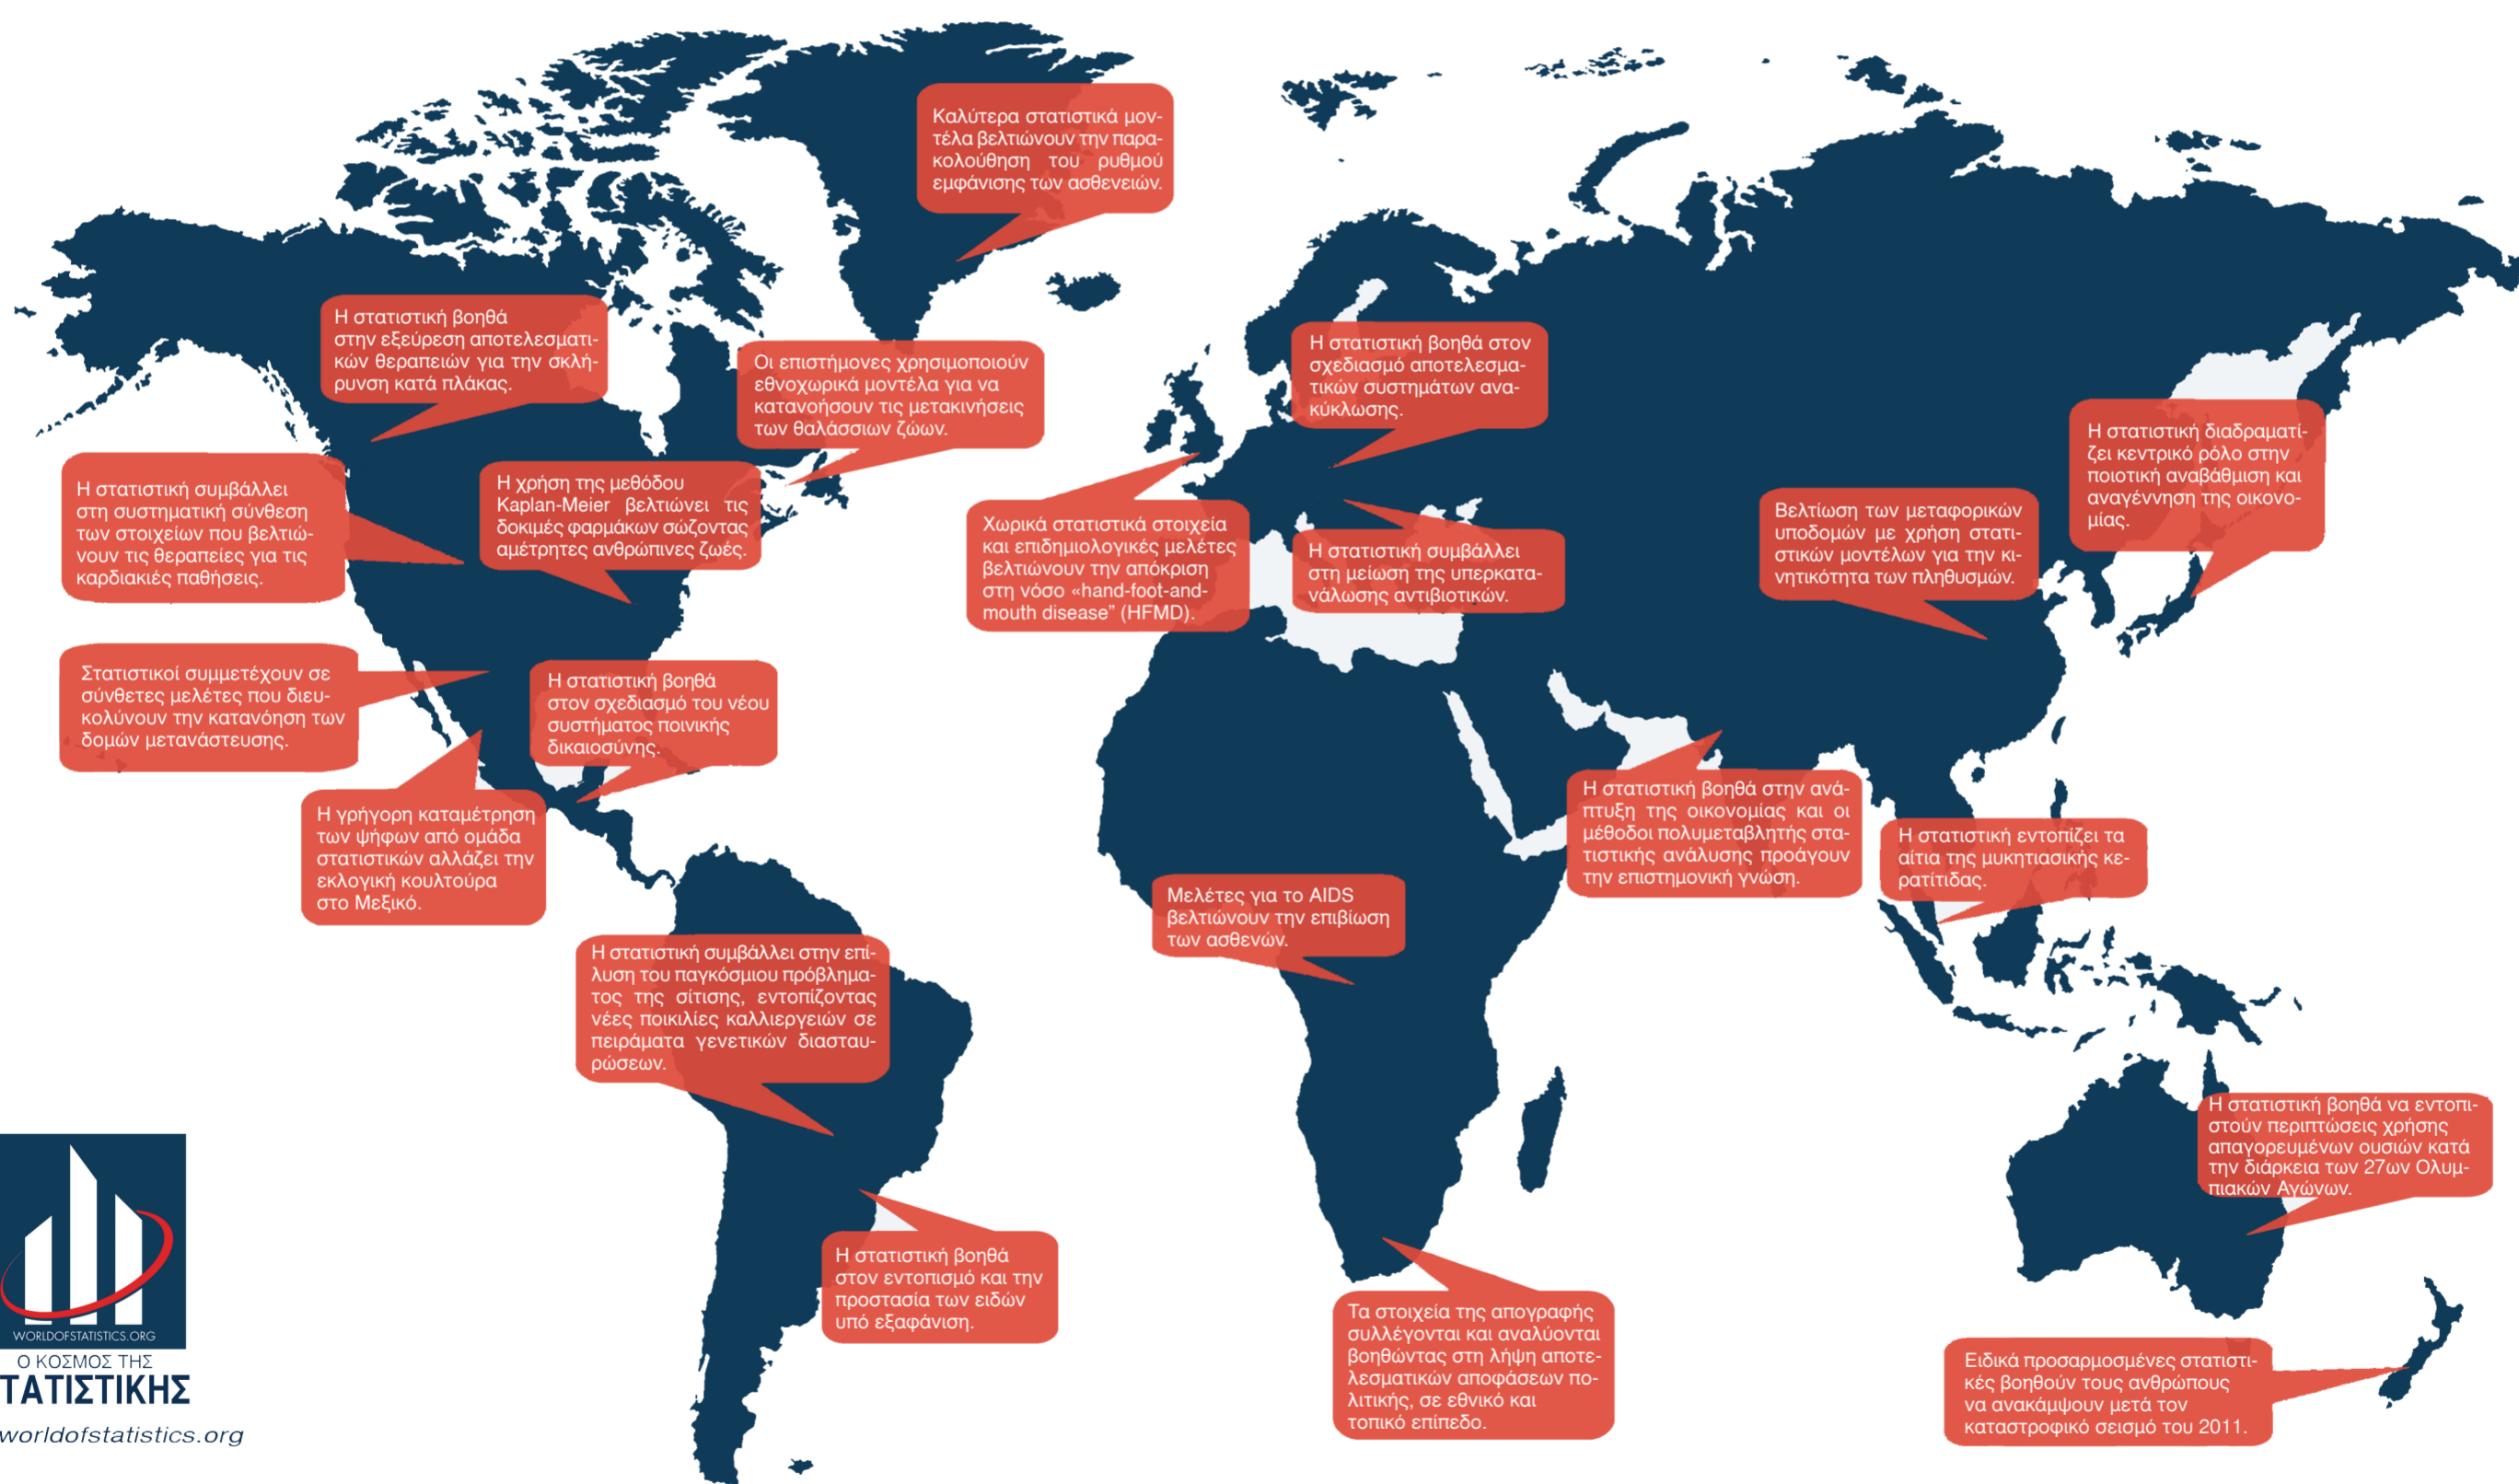 Καλύτερα στατιστικά μον-
τέλα βελτιώνουν την παρα-
κολούθηση του ρυθμού
εμφάνισης των ασθενειών.
Η στατιστική βοηθά
στην εξεύρεση αποτελεσματι-
κών θεραπειών για την σκλή-
ρυνση κατά πλάκας.
Οι επιστήμονες χρησιμοποιούν
εθνοχωρικά μοντέλα για να
κατανοήσουν τις μετακινήσεις
των θαλάσσιων ζώων.
Η στατιστική βοηθά στον
σχεδιασμό αποτελεσμα-
τικών συστημάτων ανα-
κύκλωσης.
Η στατιστική διαδραματί-
ζει κεντρικό ρόλο στην
ποιοτική αναβάθμιση και
αναγέννηση της οικονο-
μίας.
Η στατιστική συμβάλλει
στη συστηματική σύνθεση
των στοιχείων που βελτιώ-
νουν τις θεραπείες για τις
καρδιακές παθήσεις.
Η χρήση της μεθόδου
Kaplan-Meier βελτιώνει τις
δοκιμές φαρμάκων σώζοντας
αμέτρητες ανθρώπινες ζωές.
Χωρικά στατιστικά στοιχεία
και επιδημιολογικές μελέτες
βελτιώνουν την απόκριση
στη νόσο «hand-foot-and-
mouth disease” (HFMD).
Η στατιστική συμβάλλει
στη μείωση της υπερκατα-
νάλωσης αντιβιοτικών.
Βελτίωση των μεταφορικών
υποδομών με χρήση στατι-
στικών μοντέλων για την κι-
νητικότητα των πληθυσμών.
Στατιστικοί συμμετέχουν σε
σύνθετες μελέτες που διευ-
κολύνουν την κατανόηση των
δομών μετανάστευσης.
Η στατιστική βοηθά
στον σχεδιασμό του νέου
συστήματος ποινικής
δικαιοσύνης.
Η γρήγορη καταμέτρηση
των ψήφων από ομάδα
στατιστικών αλλάζει την
εκλογική κουλτούρα
στο Μεξικό.
Η στατιστική βοηθά στην ανά-
πτυξη της οικονομίας και οι
μέθοδοι πολυμεταβλητής στα-
τιστικής ανάλυσης προάγουν
την επιστημονική γνώση.
Η στατιστική εντοπίζει τα
αίτια της μυκητιασικής κε-
ρατίτιδας.
Μελέτες για το AIDS
βελτιώνουν την επιβίωση
των ασθενών.
Η στατιστική συμβάλλει στην επί-
λυση του παγκόσμιου πρόβλημα-
τος της σίτισης, εντοπίζοντας
νέες ποικιλίες καλλιεργειών σε
πειράματα γενετικών διασταυ-
ρώσεων.
Η στατιστική βοηθά να εντοπι-
στούν περιπτώσεις χρήσης
απαγορευμένων ουσιών κατά
την διάρκεια των 27ων Ολυμ-
πιακών Αγώνων.
Η στατιστική βοηθά
στον εντοπισμό και την
προστασία των ειδών
υπό εξαφάνιση.
Τα στοιχεία της απογραφής
συλλέγονται και αναλύονται
βοηθώντας στη λήψη αποτε-
λεσματικών αποφάσεων πο-
λιτικής, σε εθνικό και
τοπικό επίπεδο.
Ειδικά προσαρμοσμένες στατιστι-
κές βοηθούν τους ανθρώπους
να ανακάμψουν μετά τον
καταστροφικό σεισμό του 2011.
WORLDOFSTATISTICS.ORG
Ο ΚΟΣΜΟΣ ΤΗΣ
ΤΑΤΙΣΤΙΚΗΣ
worldofstatistics.org